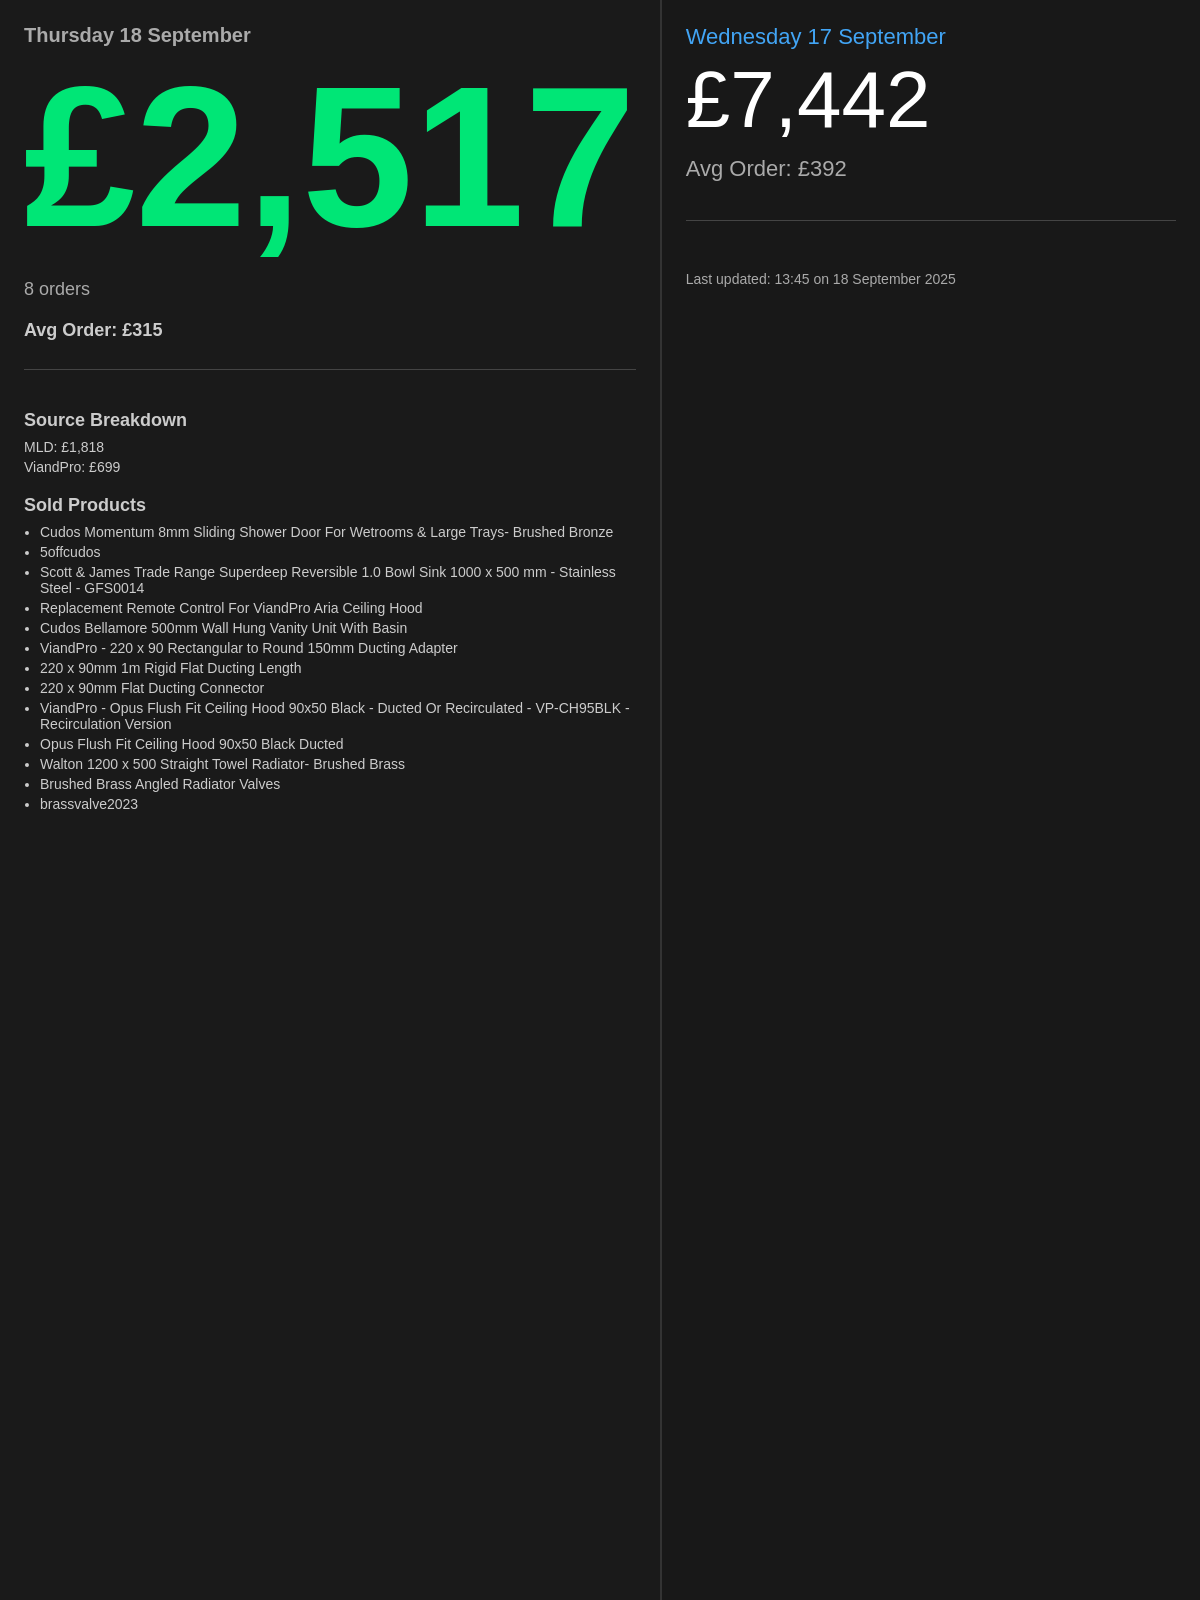 Thursday 18 September
£2,517
8 orders
Avg Order: £315
Source Breakdown
MLD: £1,818
ViandPro: £699
Sold Products
• Cudos Momentum 8mm Sliding Shower Door For Wetrooms & Large Trays- Brushed Bronze
• 5offcudos
• Scott & James Trade Range Superdeep Reversible 1.0 Bowl Sink 1000 x 500 mm - Stainless
Steel - GFS0014
• Replacement Remote Control For ViandPro Aria Ceiling Hood
• Cudos Bellamore 500mm Wall Hung Vanity Unit With Basin
• ViandPro - 220 x 90 Rectangular to Round 150mm Ducting Adapter
• 220 x 90mm 1m Rigid Flat Ducting Length
• 220 x 90mm Flat Ducting Connector
• ViandPro - Opus Flush Fit Ceiling Hood 90x50 Black - Ducted Or Recirculated - VP-CH95BLK -
Recirculation Version
• Opus Flush Fit Ceiling Hood 90x50 Black Ducted
• Walton 1200 x 500 Straight Towel Radiator- Brushed Brass
• Brushed Brass Angled Radiator Valves
• brassvalve2023
Wednesday 17 September
£7,442
Avg Order: £392
Last updated: 13:45 on 18 September 2025